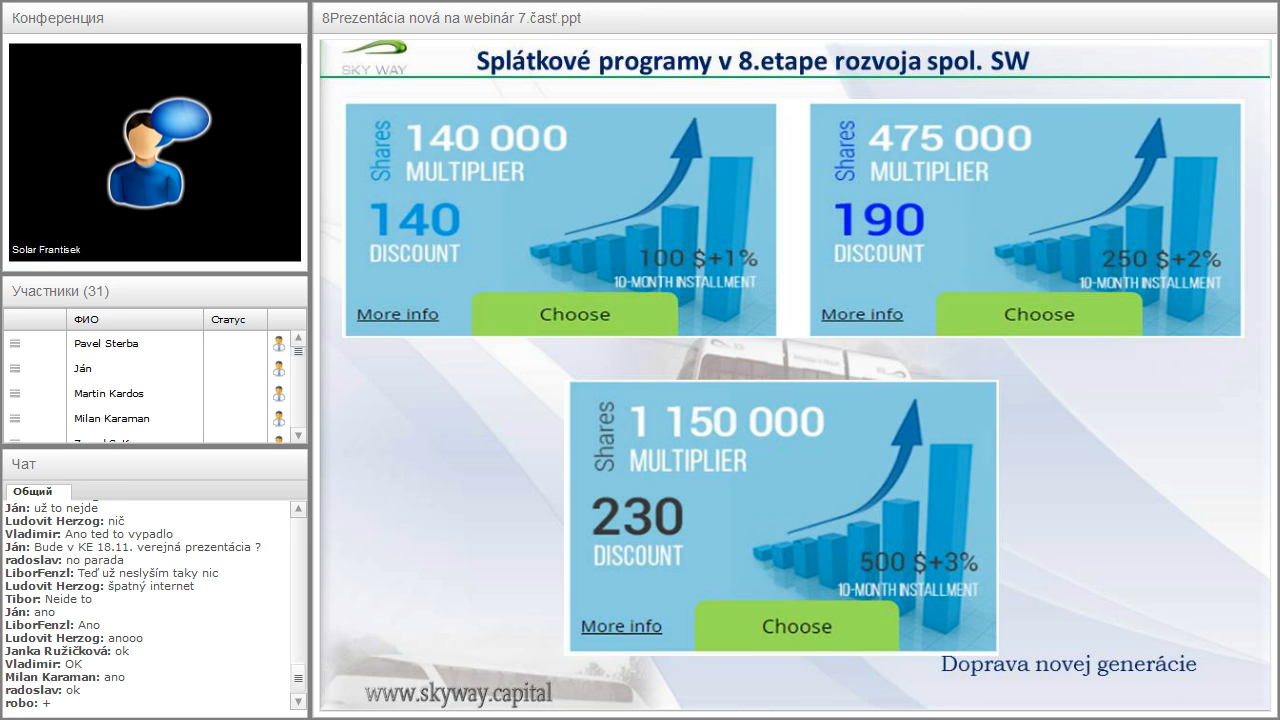 Конференция
Solar Frantisek
Участники (31)
ФИО
Статус
Pavel Sterba
Ján
Martin Kardos
Milan Karaman
Чат
Общий
Ján: už to nejde
Ludovit Herzog: nič
Vladimir: Ano ted to vypadlo
Ján: Bude v KE 18.11. verejná prezentácia ?
radoslav: no parada
LiborFenzl: Teď už neslyším taky nic
Ludovit Herzog: špatný internet
Tibor: Neide to
Ján: ano
LiborFenzl: Ano
Ludovit Herzog: anooo
Janka Ružičková: ok
Vladimir: OK
Milan Karaman: ano
radoslav: ok
robo: +
8Prezentácia nová na webinár 7.časť.ppt
SKY WAY
Splátkové programy v 8.etape rozvoja spol. SW
Shares
140 000
MULTIPLIER
140
DISCOUNT
100 $+1%
10-MONTH INSTALLMENT
More info
Choose
Shares
475 000
MULTIPLIER
190
DISCOUNT
250 $+2%
10-MONTH INSTALLMENT
More info
Choose
Shares
1 150 000
MULTIPLIER
230
DISCOUNT
500 $+3%
10-MONTH INSTALLMENT
More info
Choose
Doprava novej generácie
www.skyway.capital